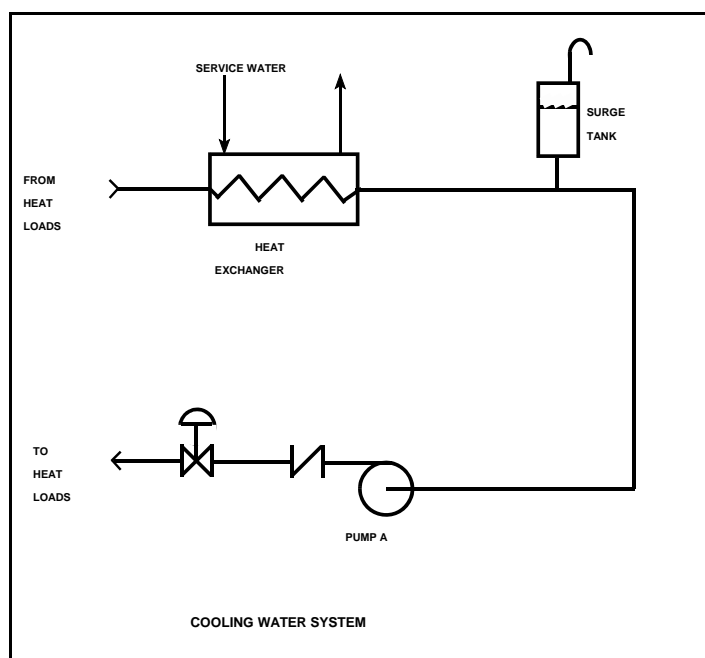 SERVICE WATER
SURGE
TANK
FROM
HEAT
LOADS
HEAT
EXCHANGER
TO
HEAT
LOADS
PUMP A
COOLING WATER SYSTEM